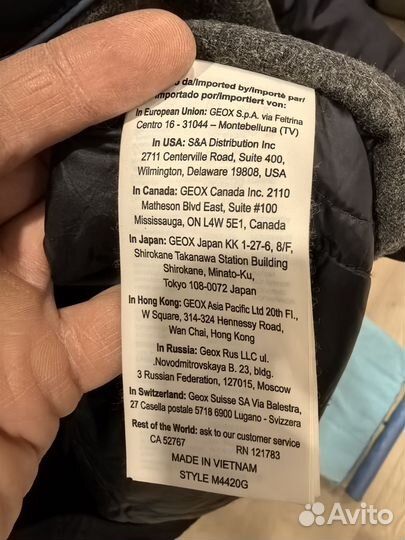 da/Imported by/Importé par/
Importado por/Importiert von:
In European Union: GEOX S.p.A. via Feltrina
Centro 16 - 31044 – Montebelluna (TV)
In USA: S&A Distribution Inc
2711 Centerville Road, Suite 400,
Wilmington, Delaware 19808, USA
In Canada: GEOX Canada Inc. 2110
Matheson Blvd East, Suite #100
Mississauga, ON L4W 5E1, Canada
In Japan: GEOX Japan KK 1-27-6, 8/F,
Shirokane Takanawa Station Building
Shirokane, Minato-Ku,
Tokyo 108-0072 Japan
In Hong Kong: GEOX Asia Pacific Ltd 20th Fl.,
W Square, 314-324 Hennessy Road,
Wan Chai, Hong Kong
In Russia: Geox Rus LLC ul.
.Novodmitrovskaya B. 23, bldg.
3 Russian Federation, 127015, Moscow
In Switzerland: Geox Suisse SA Via Balestra,
27 Casella postale 5718 6900 Lugano - Svizzera
Rest of the World: ask to our customer service
CA 52767 RN 121783
MADE IN VIETNAM
STYLE M4420G
Avito